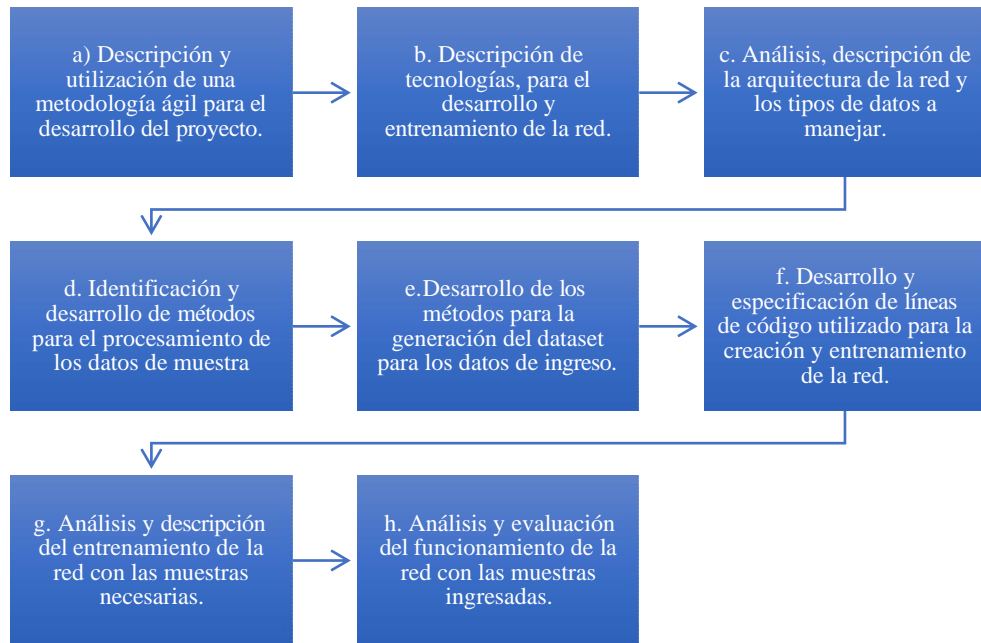 a) Descripción y
utilización de una
metodología ágil para el
desarrollo del proyecto.
b. Descripción de
tecnologías, para el
desarrollo y
entrenamiento de la red.
c. Análisis, descripción de
la arquitectura de la red y
los tipos de datos a
manejar.
d. Identificación y
desarrollo de métodos
para el procesamiento de
los datos de muestra
e.Desarrollo de los
métodos para la
generación del dataset
para los datos de ingreso.
f. Desarrollo y
especificación de líneas
de código utilizado para la
creación y entrenamiento
de la red.
g. Análisis y descripción
del entrenamiento de la
red con las muestras
necesarias.
h. Análisis y evaluación
del funcionamiento de la
red con las muestras
ingresadas.